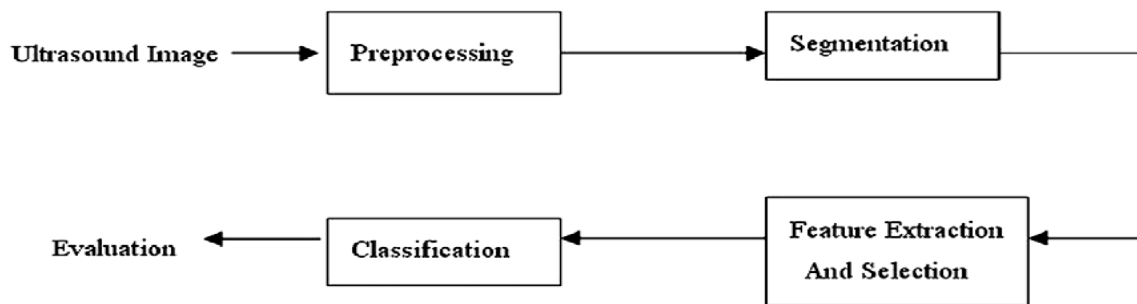 Ultrasound Image
Preprocessing
Segmentation
Feature Extraction
And Selection
Classification
Evaluation